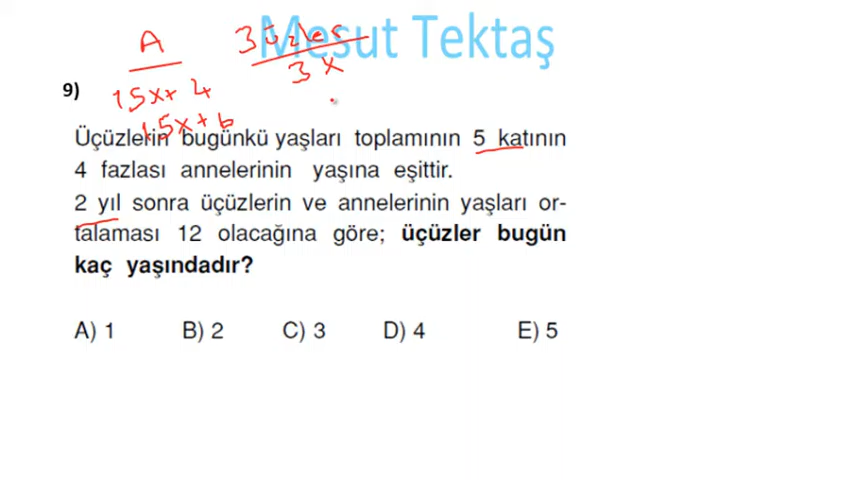 Mesut Tektaş
A 3üzler
15x+4 3x
15x+6
9)
Üçüzlerin bugünkü yaşları toplamının 5 katının
4 fazlası annelerinin yaşına eşittir.
2 yıl sonra üçüzlerin ve annelerinin yaşları or-
talaması 12 olacağına göre; üçüzler bugün
kaç yaşındadır?
A) 1 B) 2 C) 3 D) 4 E) 5